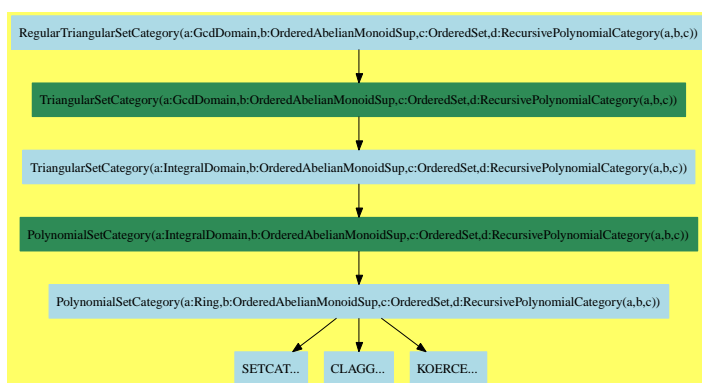 RegularTriangularSetCategory(a:GcdDomain,b:OrderedAbelianMonoidSup,c:OrderedSet,d:RecursivePolynomialCategory(a,b,c))
TriangularSetCategory(a:GcdDomain,b:OrderedAbelianMonoidSup,c:OrderedSet,d:RecursivePolynomialCategory(a,b,c))
TriangularSetCategory(a:IntegralDomain,b:OrderedAbelianMonoidSup,c:OrderedSet,d:RecursivePolynomialCategory(a,b,c))
PolynomialSetCategory(a:IntegralDomain,b:OrderedAbelianMonoidSup,c:OrderedSet,d:RecursivePolynomialCategory(a,b,c))
PolynomialSetCategory(a:Ring,b:OrderedAbelianMonoidSup,c:OrderedSet,d:RecursivePolynomialCategory(a,b,c))
SETCAT... CLAGG... KOERCE...